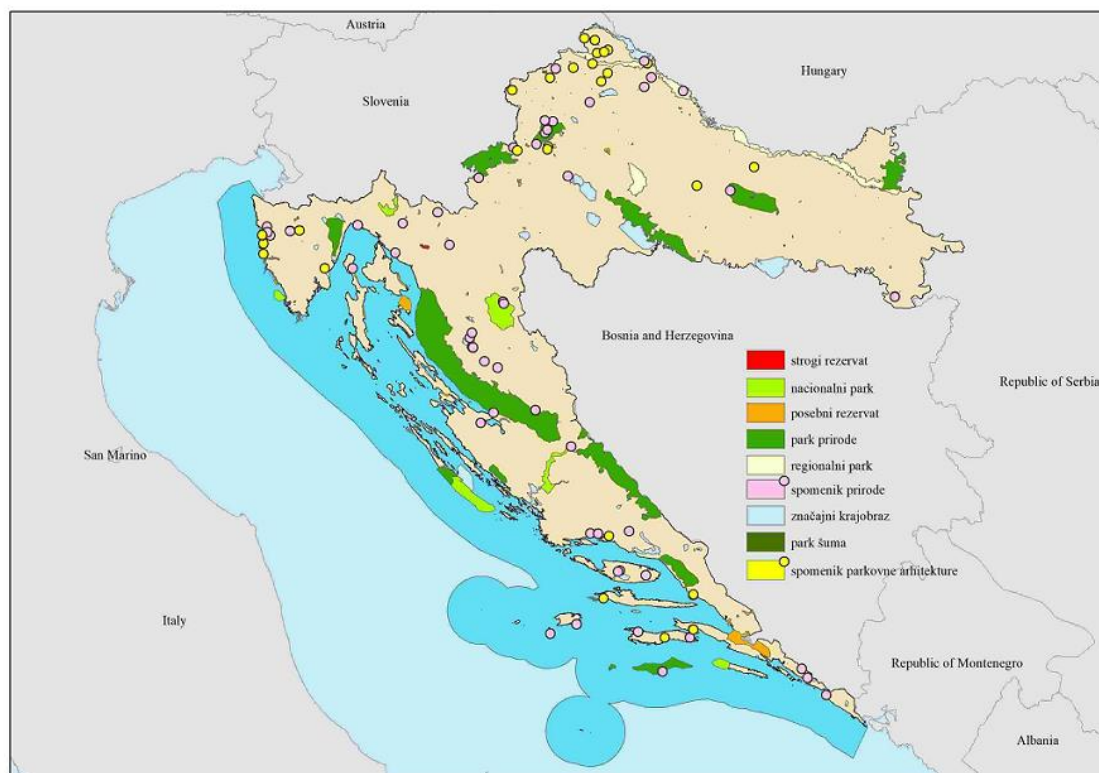 Austria
Hungary
Slovenia
Bosnia and Herzegovina
strogi rezervat
nacionalni park
Republic of Serbia
posebni rezervat
park prirode
San Marino
regionalni park
spomenik prirode
značajni krajobraz
park šuma
spomenik parkovne arhitekture
Italy
Republic of Montenegro
Albania